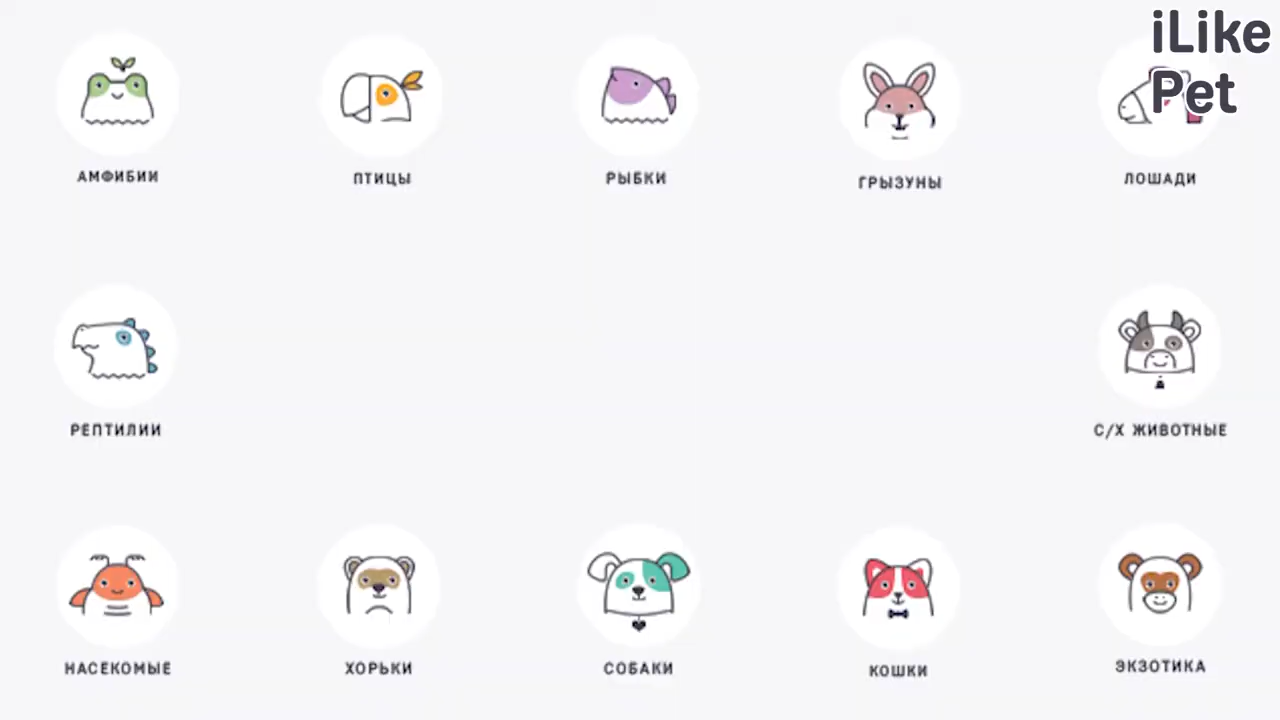 iLike
Pet
АМФИБИИ
ПТИЦЫ
РЫБКИ
ГРЫЗУНЫ
ЛОШАДИ
РЕПТИЛИИ
С/Х ЖИВОТНЫЕ
НАСЕКОМЫЕ
ХОРЬКИ
СОБАКИ
КОШКИ
ЭКЗОТИКА